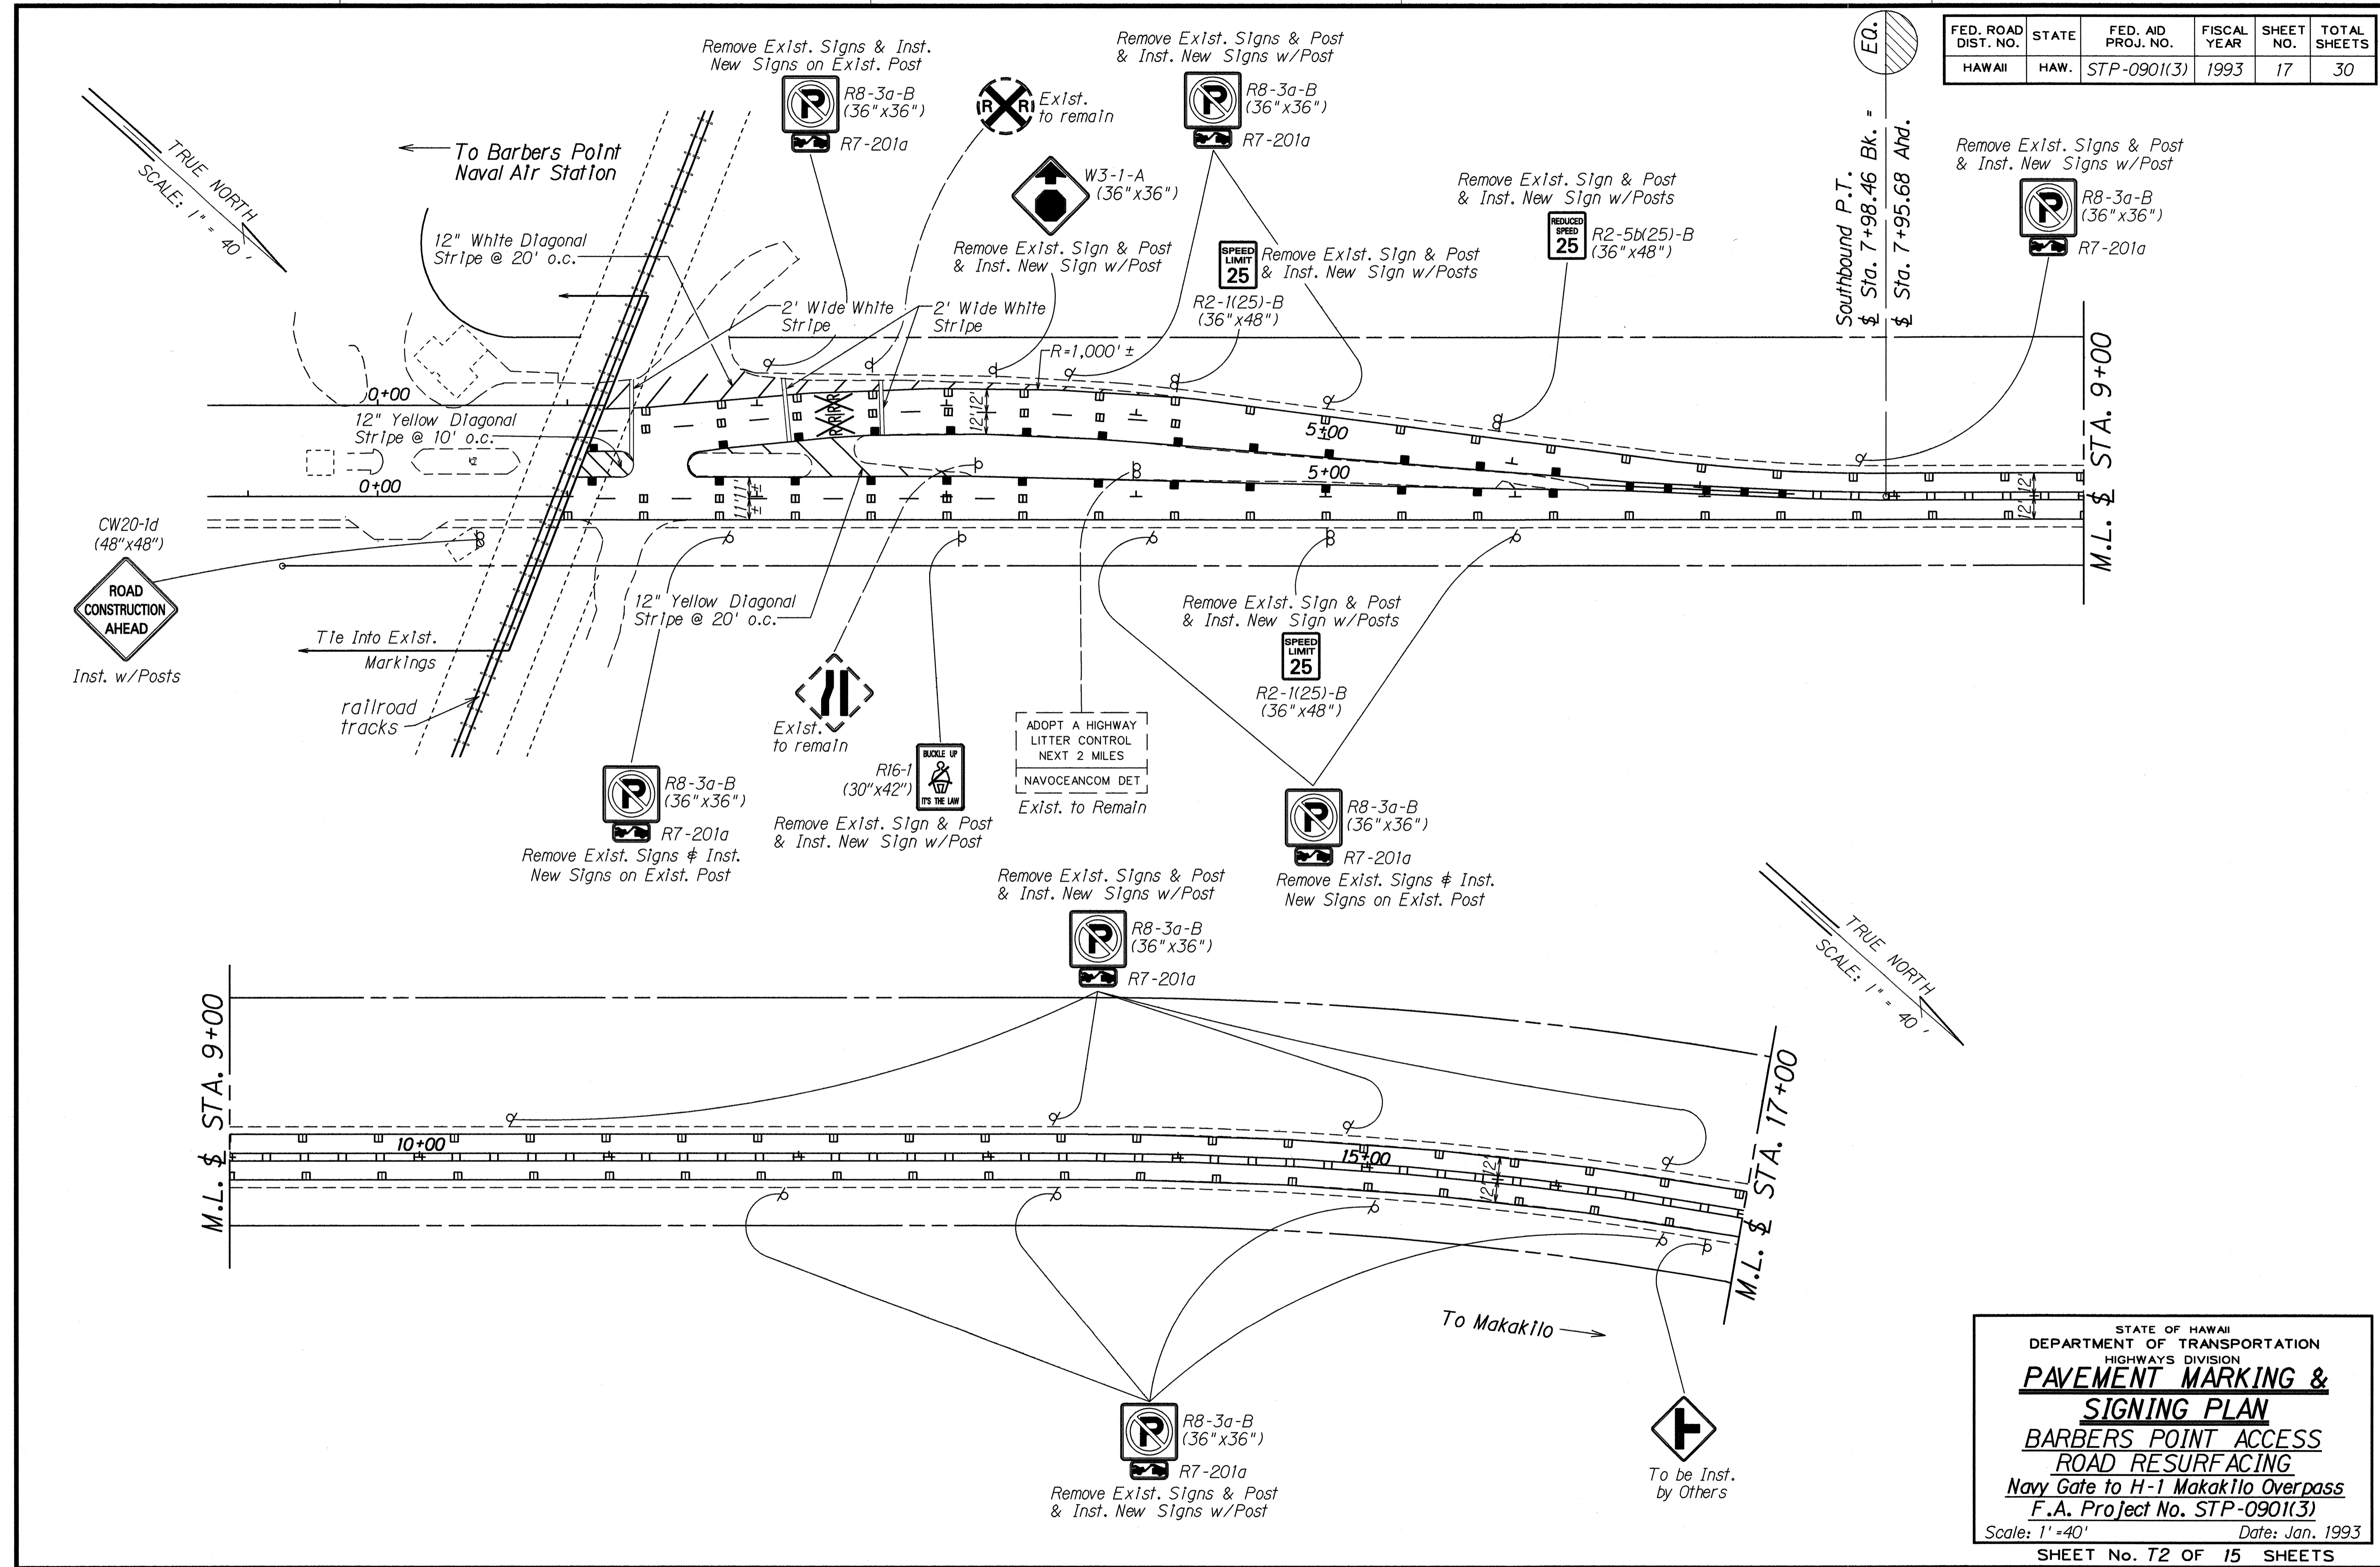 FED. ROAD DIST. NO. STATE FED. AID PROJ. NO. FISCAL YEAR SHEET NO. TOTAL SHEETS
HAWAII HAW. STP-0901(3) 1993 17 30
EQ.
Southbound P.T.
℄ Sta. 7+98.46 Bk. =
℄ Sta. 7+95.68 Ahd.
Remove Exist. Signs & Inst.
New Signs on Exist. Post
R8-3a-B
(36"x36")
R7-201a
R R
Exist.
to remain
Remove Exist. Signs & Post
& Inst. New Signs w/Post
R8-3a-B
(36"x36")
R7-201a
TRUE NORTH
SCALE: 1" = 40'
To Barbers Point
Naval Air Station
W3-1-A
(36"x36")
Remove Exist. Sign & Post
& Inst. New Sign w/Post
SPEED
LIMIT
25
Remove Exist. Sign & Post
& Inst. New Sign w/Posts
R2-1(25)-B
(36"x48")
Remove Exist. Sign & Post
& Inst. New Sign w/Posts
REDUCED
SPEED
25
R2-5b(25)-B
(36"x48")
Remove Exist. Signs & Post
& Inst. New Signs w/Post
R8-3a-B
(36"x36")
R7-201a
12" White Diagonal
Stripe @ 20' o.c.
2' Wide White
Stripe
2' Wide White
Stripe
R=1,000' ±
0+00
12" Yellow Diagonal
Stripe @ 10' o.c.
RR
12' 12'
5+00
5+00
0+00
11' 11'
± ±
12' 12'
M.L. ℄ STA. 9+00
CW20-1d
(48"x48")
ROAD
CONSTRUCTION
AHEAD
Inst. w/Posts
Tie Into Exist.
Markings
railroad
tracks
12" Yellow Diagonal
Stripe @ 20' o.c.
Exist.
to remain
R8-3a-B
(36"x36")
R7-201a
Remove Exist. Signs & Inst.
New Signs on Exist. Post
BUCKLE UP
IT'S THE LAW
R16-1
(30"x42")
Remove Exist. Sign & Post
& Inst. New Sign w/Post
ADOPT A HIGHWAY
LITTER CONTROL
NEXT 2 MILES
NAVOCEANCOM DET
Exist. to Remain
Remove Exist. Sign & Post
& Inst. New Sign w/Posts
SPEED
LIMIT
25
R2-1(25)-B
(36"x48")
R8-3a-B
(36"x36")
R7-201a
Remove Exist. Signs & Inst.
New Signs on Exist. Post
Remove Exist. Signs & Post
& Inst. New Signs w/Post
R8-3a-B
(36"x36")
R7-201a
TRUE NORTH
SCALE: 1" = 40'
M.L. ℄ STA. 9+00
10+00
15+00
12' 12'
M.L. ℄ STA. 17+00
To Makakilo
R8-3a-B
(36"x36")
R7-201a
Remove Exist. Signs & Post
& Inst. New Signs w/Post
To be Inst.
by Others
STATE OF HAWAII
DEPARTMENT OF TRANSPORTATION
HIGHWAYS DIVISION
PAVEMENT MARKING &
SIGNING PLAN
BARBERS POINT ACCESS
ROAD RESURFACING
Navy Gate to H-1 Makakilo Overpass
F.A. Project No. STP-0901(3)
Scale: 1'=40' Date: Jan. 1993
SHEET No. T2 OF 15 SHEETS